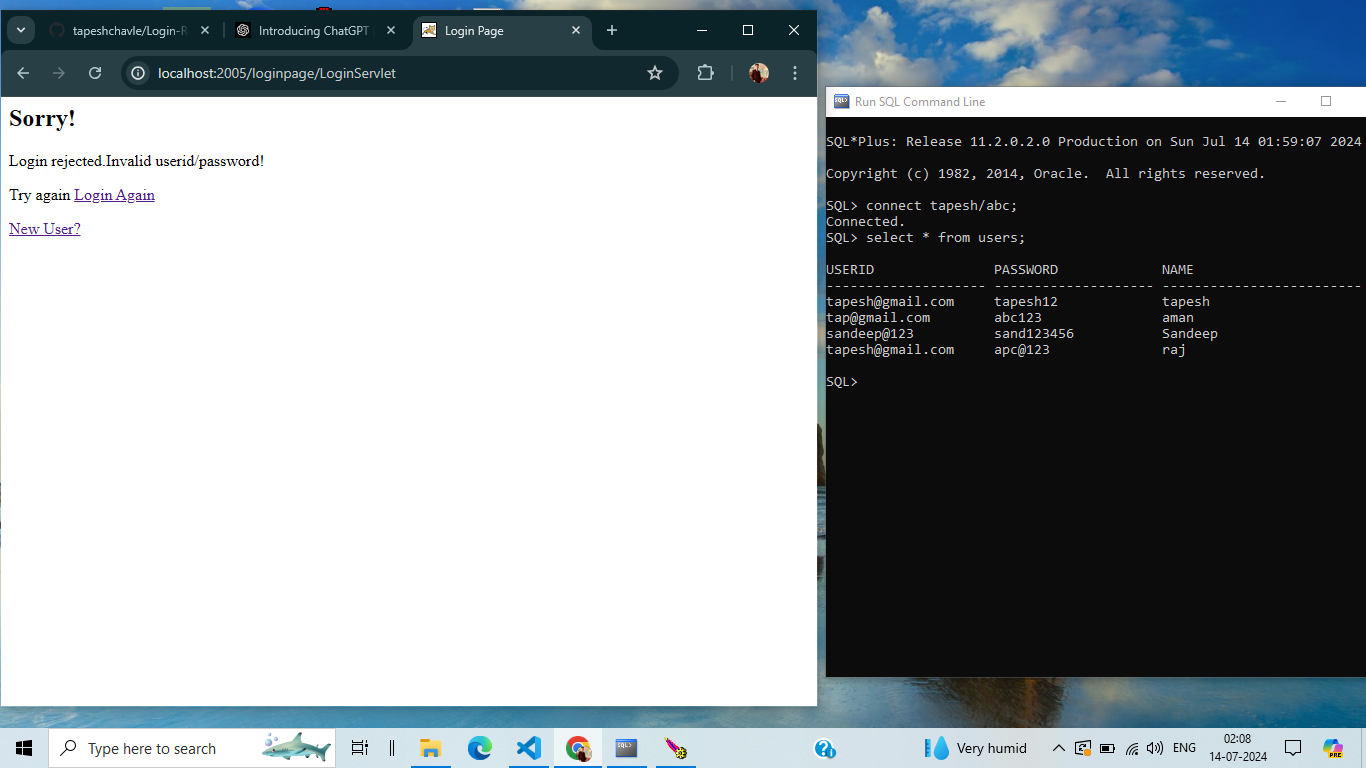 tapeshchavle/Login-R
Introducing ChatGPT
Login Page
localhost:2005/loginpage/LoginServlet
Sorry!
Login rejected.Invalid userid/password!
Try again Login Again
New User?
Run SQL Command Line
SQL*Plus: Release 11.2.0.2.0 Production on Sun Jul 14 01:59:07 2024
Copyright (c) 1982, 2014, Oracle.  All rights reserved.
SQL> connect tapesh/abc;
Connected.
SQL> select * from users;
USERID PASSWORD NAME
-------------------- -------------------- -------------------------
tapesh@gmail.com tapesh12 tapesh
tap@gmail.com abc123 aman
sandeep@123 sand123456 Sandeep
tapesh@gmail.com apc@123 raj
SQL>
Type here to search
Very humid
ENG
02:08
14-07-2024
PRE